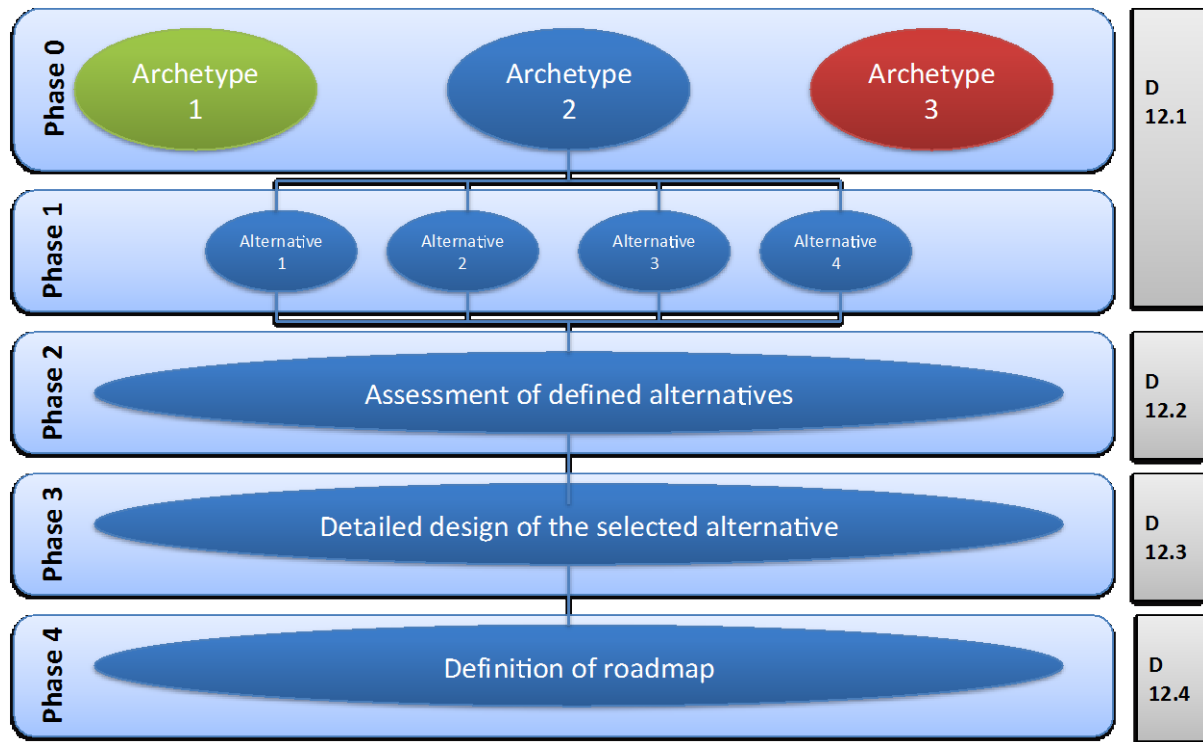 Phase 0
Archetype
1
Archetype
2
Archetype
3
D
12.1
Phase 1
Alternative
1
Alternative
2
Alternative
3
Alternative
4
Phase 2
Assessment of defined alternatives
D
12.2
Phase 3
Detailed design of the selected alternative
D
12.3
Phase 4
Definition of roadmap
D
12.4